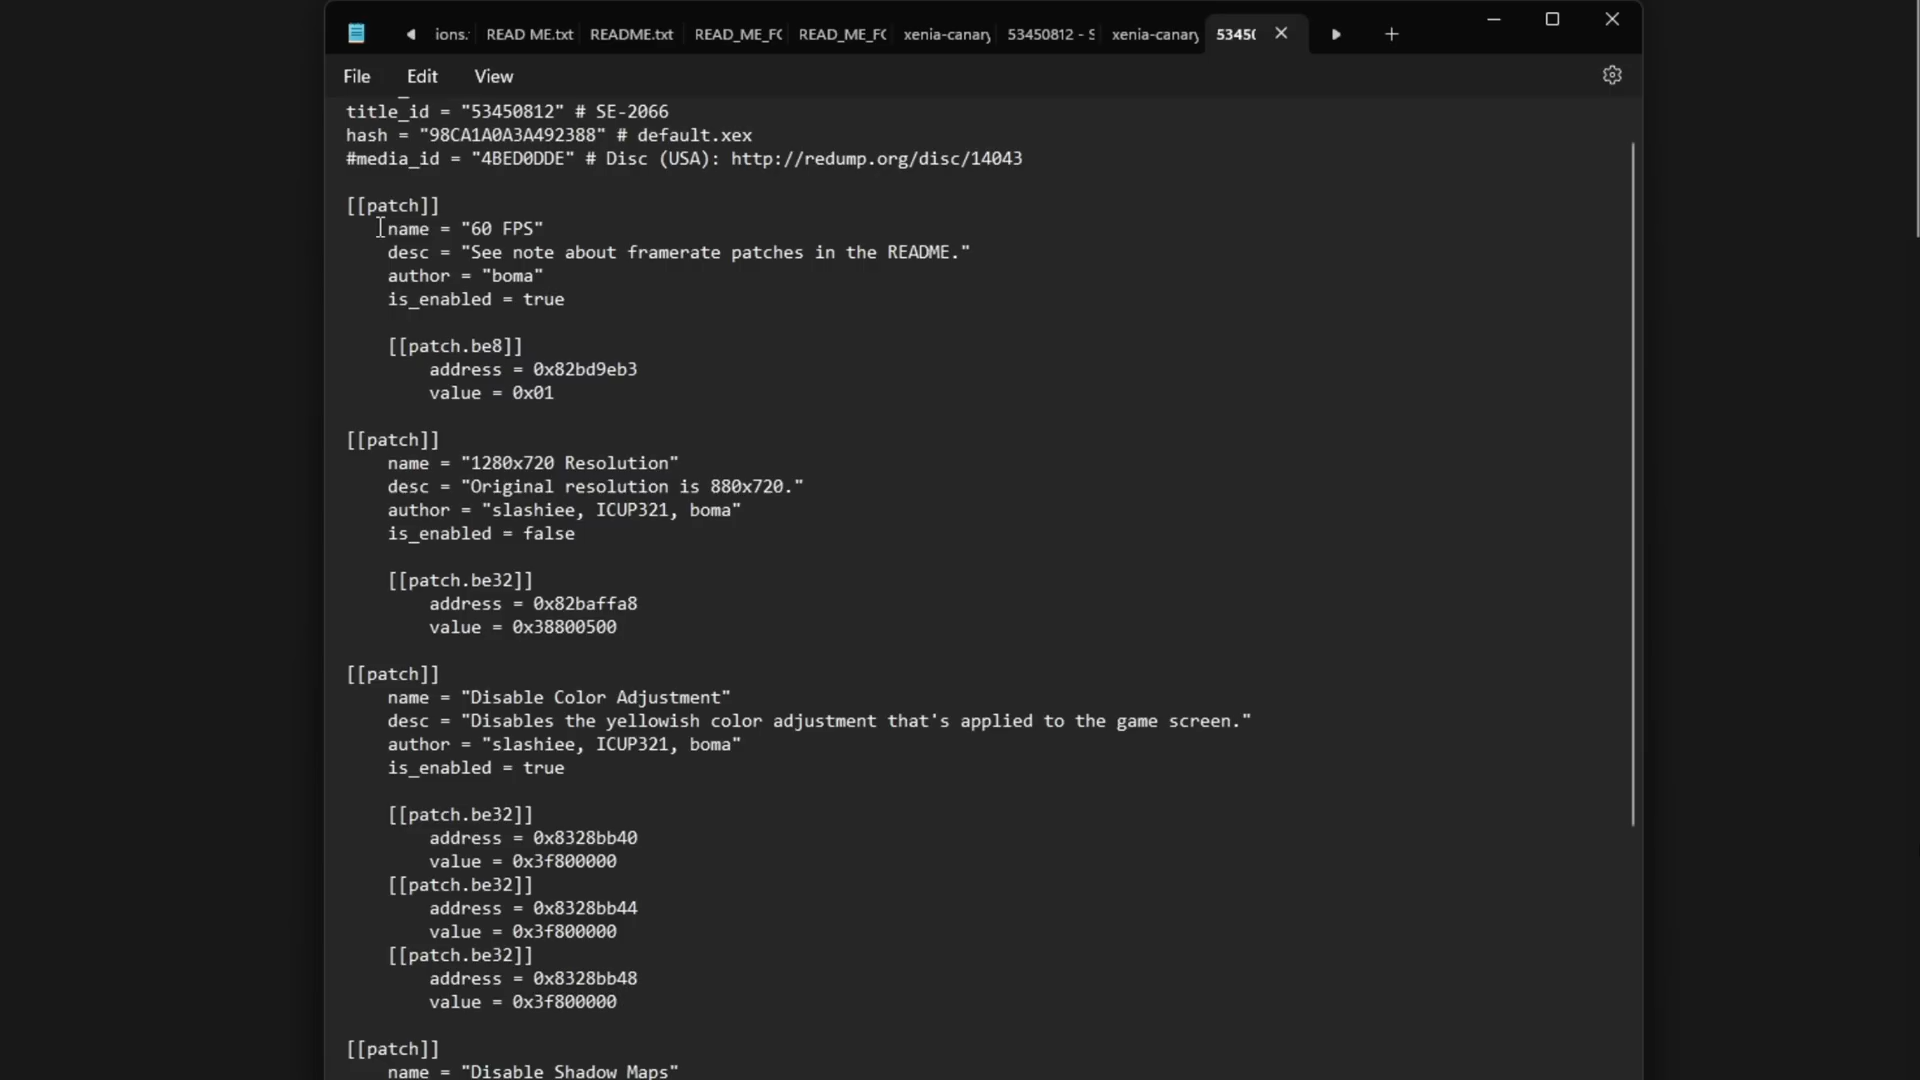 ions.
READ ME.txt
README.txt
READ_ME_FC
READ_ME_FC
xenia-canary
53450812 - S
xenia-canary
5345(
File
Edit
View
title_id = "53450812" # SE-2066
hash = "98CA1A0A3A492388" # default.xex
#media_id = "4BED0DDE" # Disc (USA): http://redump.org/disc/14043
[[patch]]
name = "60 FPS"
desc = "See note about framerate patches in the README."
author = "boma"
is_enabled = true
[[patch.be8]]
address = 0x82bd9eb3
value = 0x01
[[patch]]
name = "1280x720 Resolution"
desc = "Original resolution is 880x720."
author = "slashiee, ICUP321, boma"
is_enabled = false
[[patch.be32]]
address = 0x82baffa8
value = 0x38800500
[[patch]]
name = "Disable Color Adjustment"
desc = "Disables the yellowish color adjustment that's applied to the game screen."
author = "slashiee, ICUP321, boma"
is_enabled = true
[[patch.be32]]
address = 0x8328bb40
value = 0x3f800000
[[patch.be32]]
address = 0x8328bb44
value = 0x3f800000
[[patch.be32]]
address = 0x8328bb48
value = 0x3f800000
[[patch]]
name = "Disable Shadow Maps"